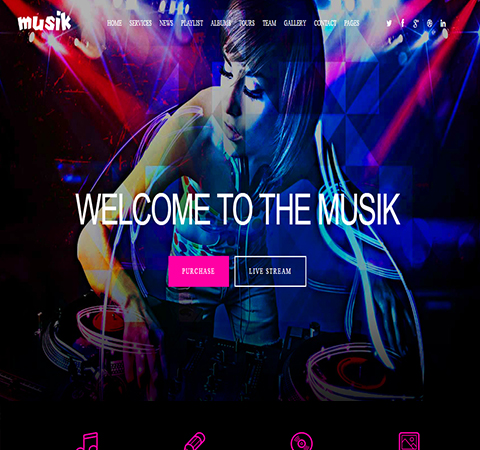 musik
HOME SERVICES NEWS PLAYLIST ALBUMS TOURS TEAM GALLERY CONTACT PAGES
WELCOME TO THE MUSIK
PURCHASE LIVE STREAM